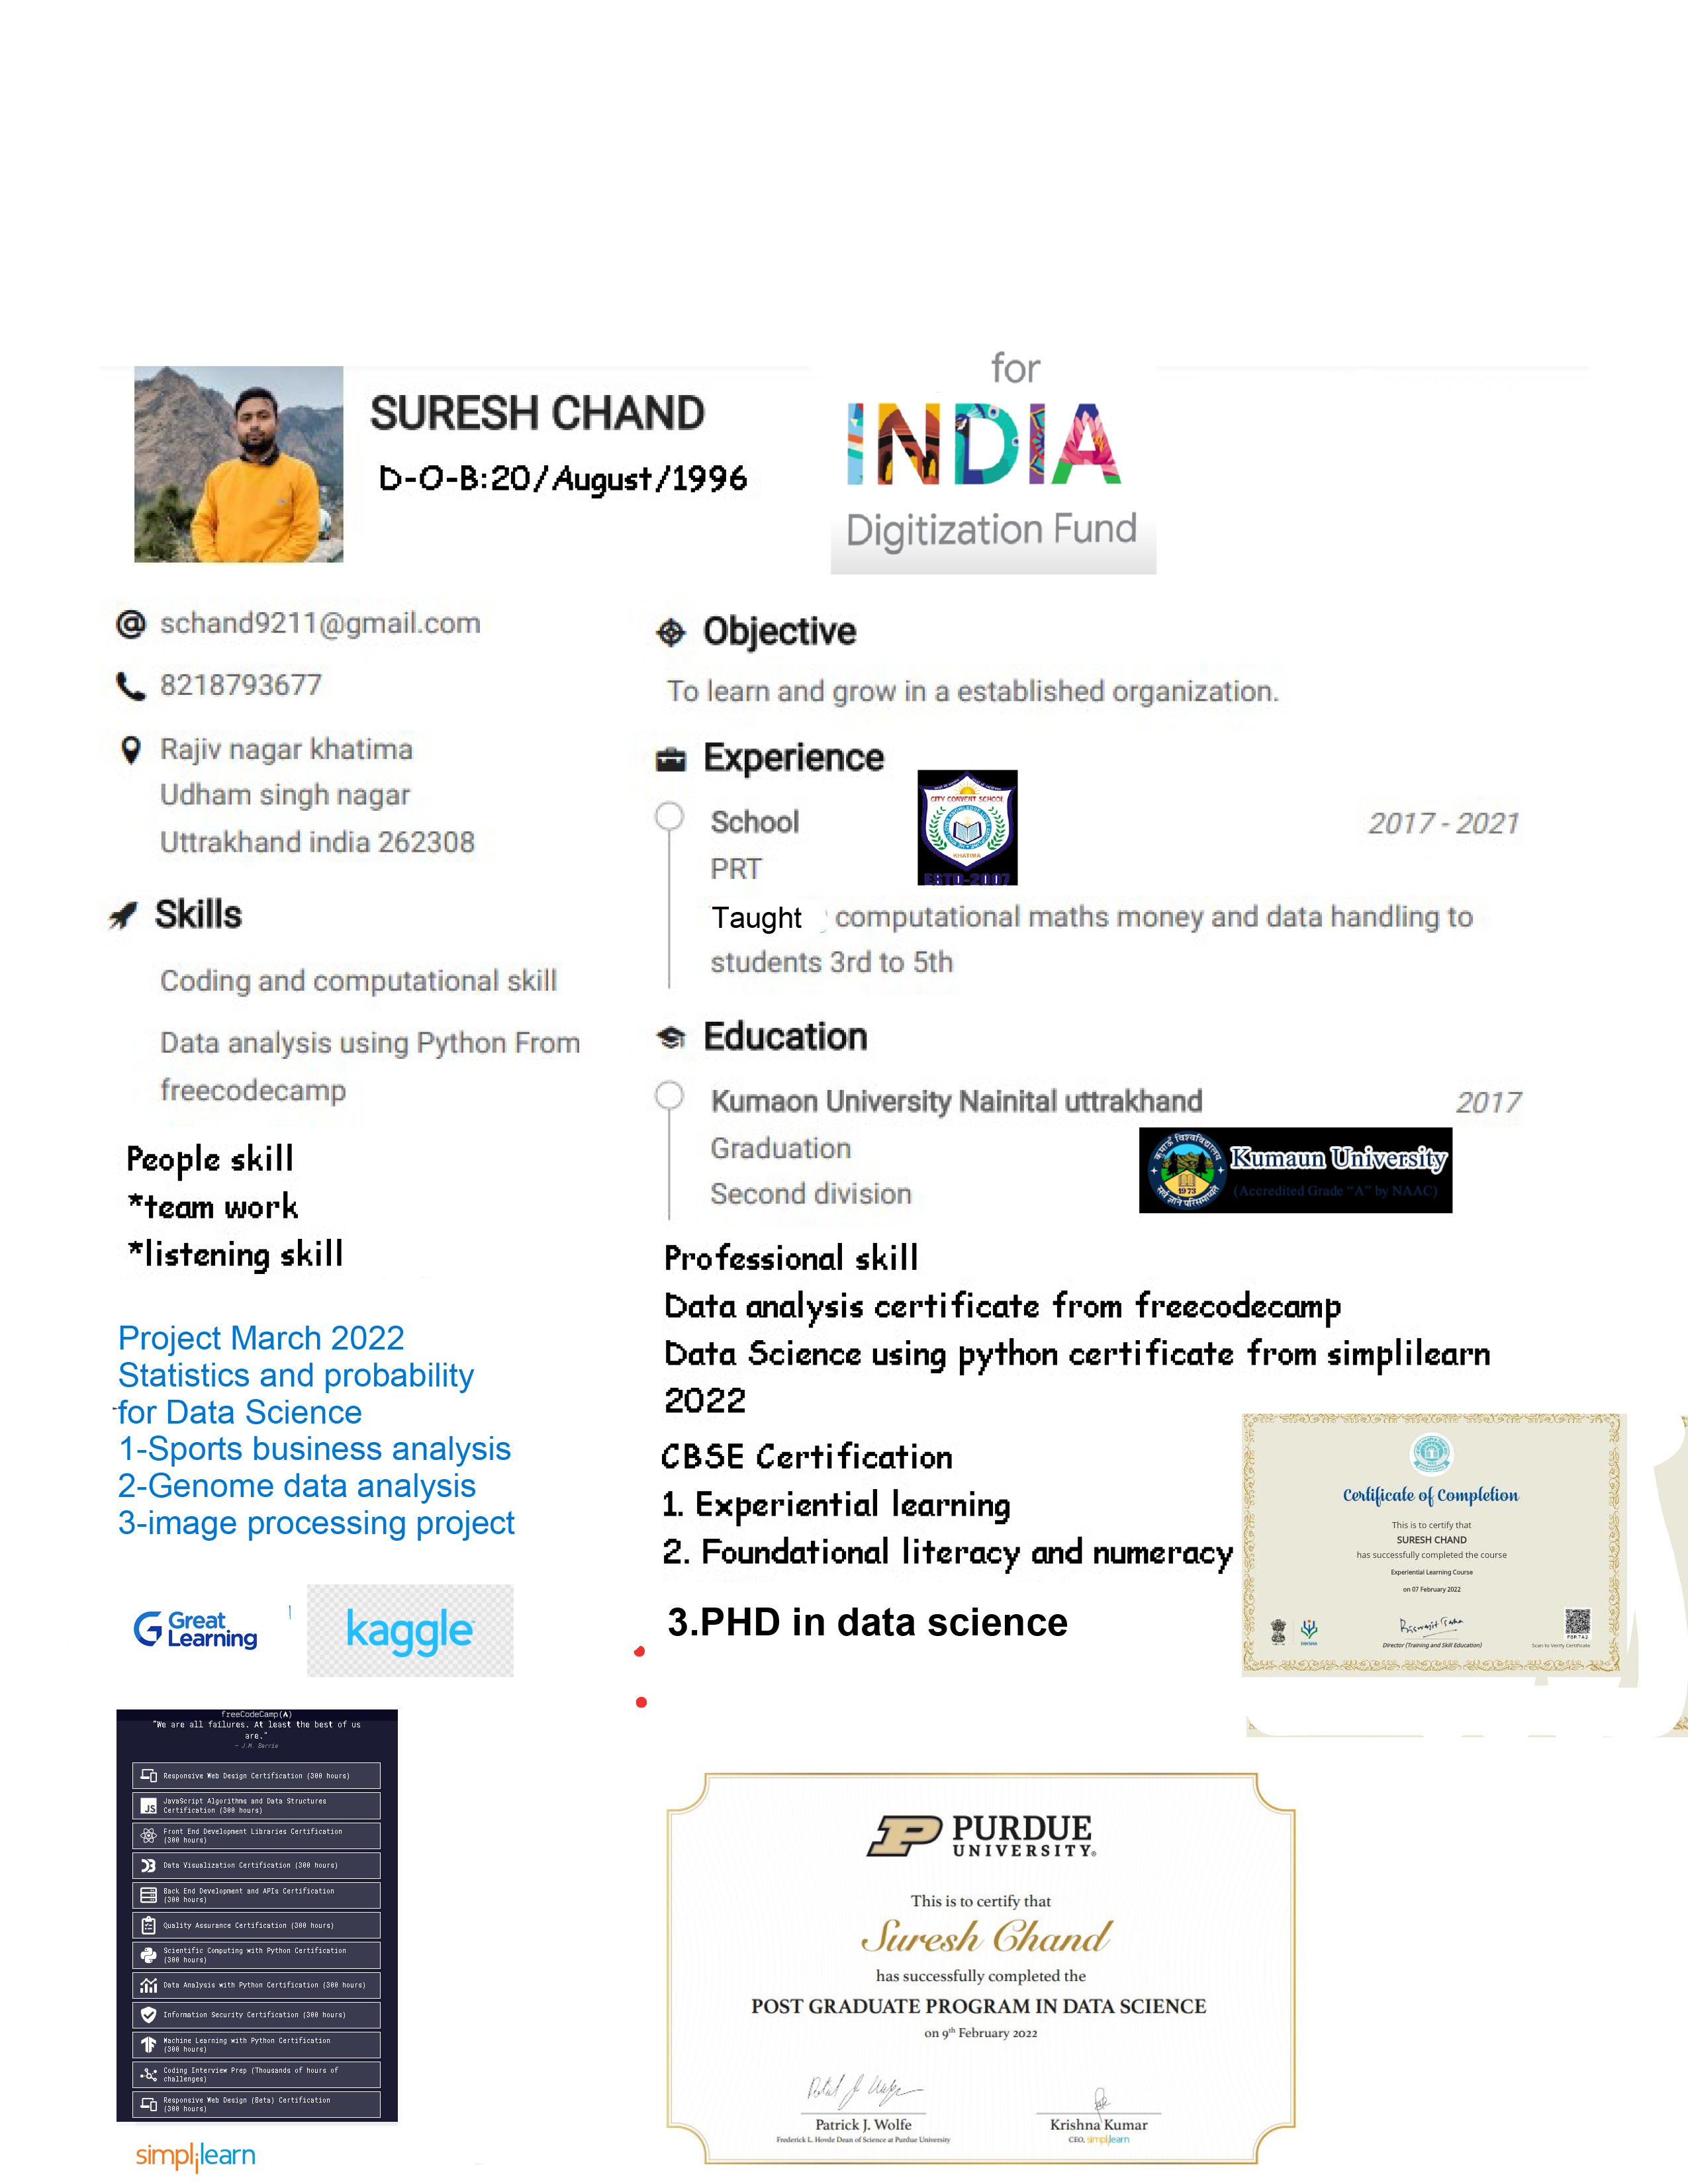 for
INDIA
Digitization Fund
SURESH CHAND
D-O-B:20/August/1996
schand9211@gmail.com
8218793677
Rajiv nagar khatima
Udham singh nagar
Uttrakhand india 262308
Skills
Coding and computational skill
Data analysis using Python From
freecodecamp
People skill
*team work
*listening skill
Project March 2022
Statistics and probability
for Data Science
1-Sports business analysis
2-Genome data analysis
3-image processing project
Great
Learning
kaggle
freeCodeCamp(A)
"We are all failures. At least the best of us
are."
- J.M. Barrie
Responsive Web Design Certification (300 hours)
JavaScript Algorithms and Data Structures
Certification (300 hours)
Front End Development Libraries Certification
(300 hours)
Data Visualization Certification (300 hours)
Back End Development and APIs Certification
(300 hours)
Quality Assurance Certification (300 hours)
Scientific Computing with Python Certification
(300 hours)
Data Analysis with Python Certification (300 hours)
Information Security Certification (300 hours)
Machine Learning with Python Certification
(300 hours)
Coding Interview Prep (Thousands of hours of
challenges)
Responsive Web Design (Beta) Certification
(300 hours)
simplilearn
Objective
To learn and grow in a established organization.
Experience
School
2017 - 2021
PRT
CITY CONVENT SCHOOL
KHATIMA
ESTD-2007
Taught computational maths money and data handling to
students 3rd to 5th
Education
Kumaon University Nainital uttrakhand
2017
Graduation
Second division
कुमाऊँ विश्वविद्यालय
1973
Kumaun University
(Accredited Grade "A" by NAAC)
Professional skill
Data analysis certificate from freecodecamp
Data Science using python certificate from simplilearn
2022
CBSE Certification
1. Experiential learning
2. Foundational literacy and numeracy
3.PHD in data science
Certificate of Completion
This is to certify that
SURESH CHAND
has successfully completed the course
Experiential Learning Course
on 07 February 2022
Director (Training and Skill Education)
DIKSHA
Scan to Verify Certificate
PURDUE
UNIVERSITY®
This is to certify that
Suresh Chand
has successfully completed the
POST GRADUATE PROGRAM IN DATA SCIENCE
on 9th February 2022
Patrick J. Wolfe
Frederick L. Hovde Dean of Science at Purdue University
Krishna Kumar
CEO, simplilearn